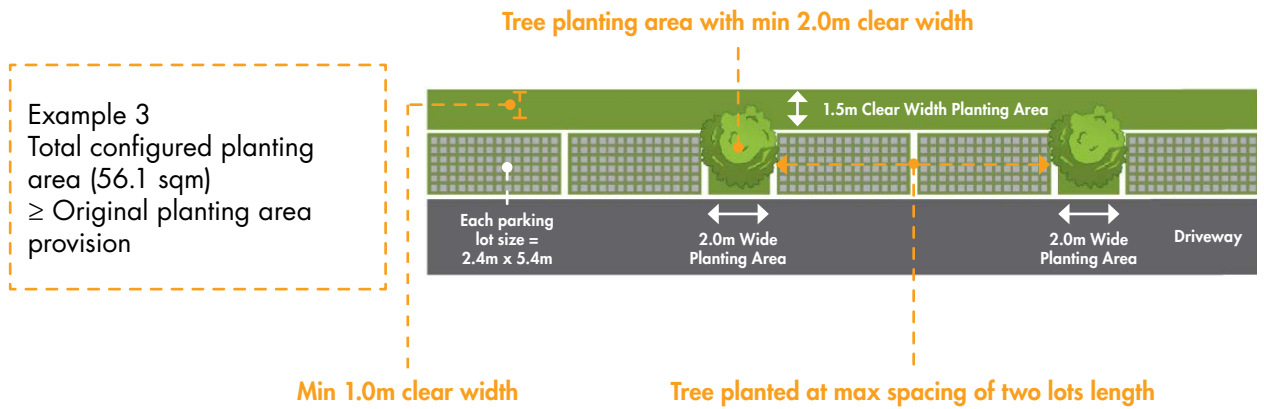 Tree planting area with min 2.0m clear width
Example 3
Total configured planting
area (56.1 sqm)
≥ Original planting area
provision
1.5m Clear Width Planting Area
Each parking
lot size =
2.4m x 5.4m
2.0m Wide
Planting Area
2.0m Wide
Planting Area
Driveway
Min 1.0m clear width
Tree planted at max spacing of two lots length